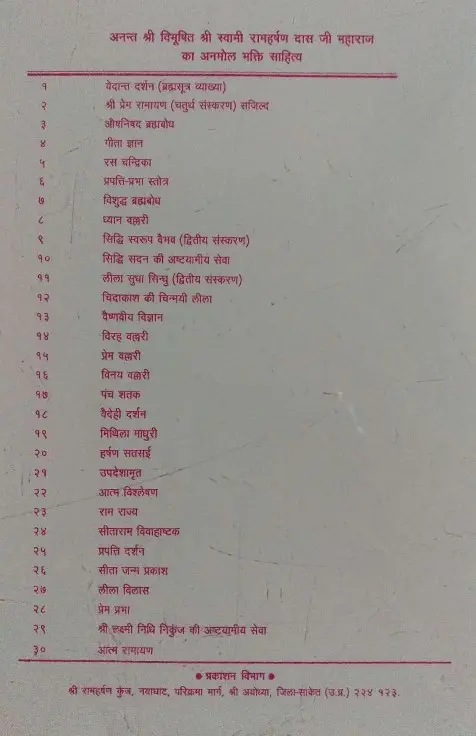 अनन्त श्री विभूषित श्री स्वामी रामहर्षण दास जी महाराज
का अनमोल भक्ति साहित्य
१ वेदान्त दर्शन (ब्रह्मसूत्र व्याख्या)
२ श्री प्रेम रामायण (चतुर्थ संस्करण) सजिल्द
३ औपनिषद ब्रह्मबोध
४ गीता ज्ञान
५ रस चन्द्रिका
६ प्रपत्ति-प्रभा स्तोत्र
७ विशुद्ध ब्रह्मबोध
८ ध्यान वल्लरी
९ सिद्धि स्वरूप वैभव (द्वितीय संस्करण)
१० सिद्धि सदन की अष्टयामीय सेवा
११ लीला सुधा सिन्धु (द्वितीय संस्करण)
१२ चिदाकाश की चिन्मयी लीला
१३ वैष्णवीय विज्ञान
१४ विरह वल्लरी
१५ प्रेम वल्लरी
१६ विनय वल्लरी
१७ पंच शतक
१८ वैदेही दर्शन
१९ मिथिला माधुरी
२० हर्षण सतसई
२१ उपदेशामृत
२२ आत्म विश्लेषण
२३ राम राज्य
२४ सीताराम विवाहाष्टक
२५ प्रपत्ति दर्शन
२६ सीता जन्म प्रकाश
२७ लीला विलास
२८ प्रेम प्रभा
२९ श्री लक्ष्मी निधि निकुंज की अष्टयामीय सेवा
३० आत्म रामायण
● प्रकाशन विभाग ●
श्री रामहर्षण कुंज, नयाघाट, परिक्रमा मार्ग, श्री अयोध्या, जिला-साकेत (उ.प्र.) २२४ १२३.